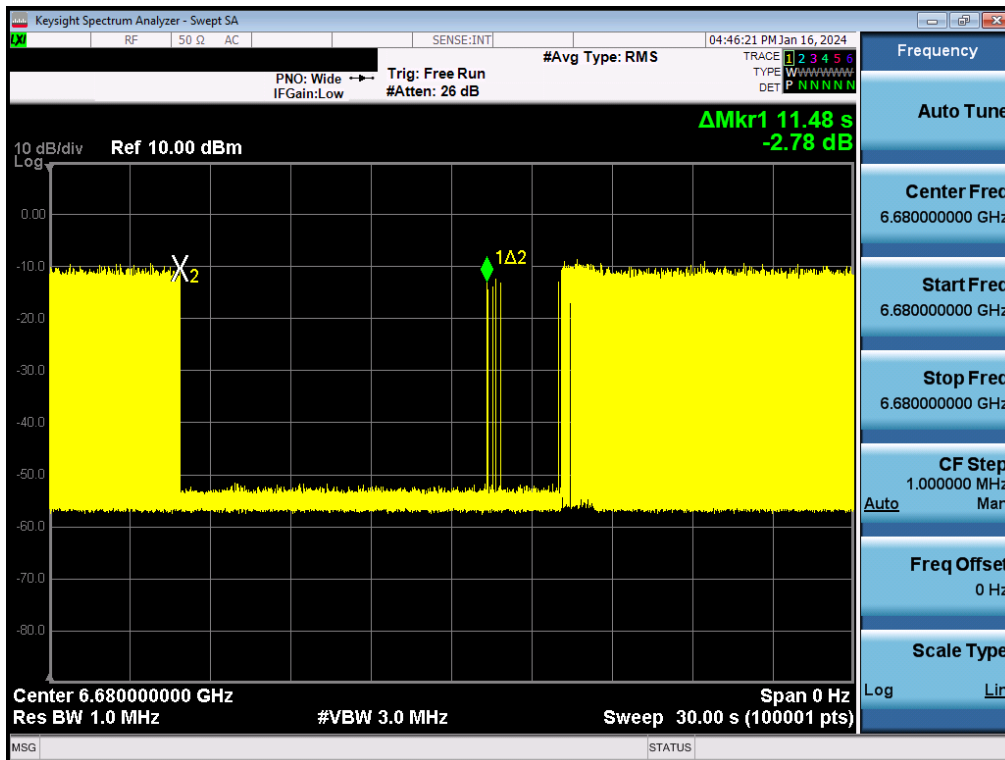 Keysight Spectrum Analyzer - Swept SA
LXI RF 50 Ω AC SENSE:INT 04:46:21 PM Jan 16, 2024
#Avg Type: RMS
TRACE 1 2 3 4 5 6
PNO: Wide Trig: Free Run
TYPE WWWWWW
IFGain:Low #Atten: 26 dB
DET P N N N N N
ΔMkr1 11.48 s
-2.78 dB
10 dB/div Ref 10.00 dBm
Log
0.00
-10.0
-20.0
-30.0
-40.0
-50.0
-60.0
-70.0
-80.0
2
1Δ2
Center 6.680000000 GHz Span 0 Hz
Res BW 1.0 MHz #VBW 3.0 MHz Sweep 30.00 s (100001 pts)
MSG STATUS
Frequency
Auto Tune
Center Freq
6.680000000 GHz
Start Freq
6.680000000 GHz
Stop Freq
6.680000000 GHz
CF Step
1.000000 MHz
Auto Man
Freq Offset
0 Hz
Scale Type
Log Lin